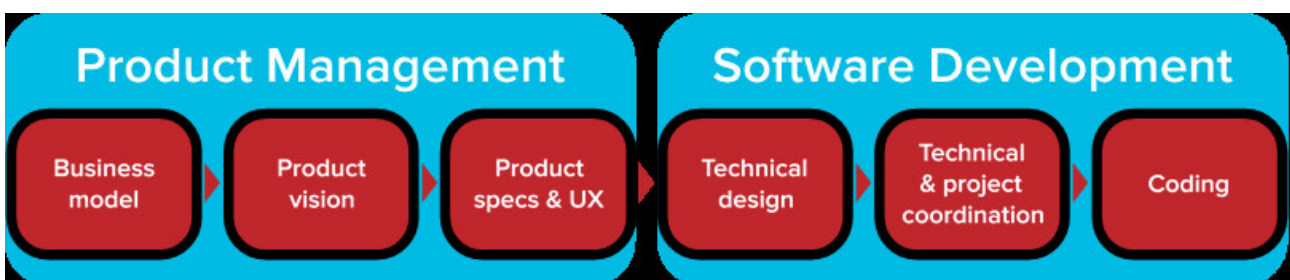 Product Management
Software Development
Business
model
Product
vision
Product
specs & UX
Technical
design
Technical
& project
coordination
Coding